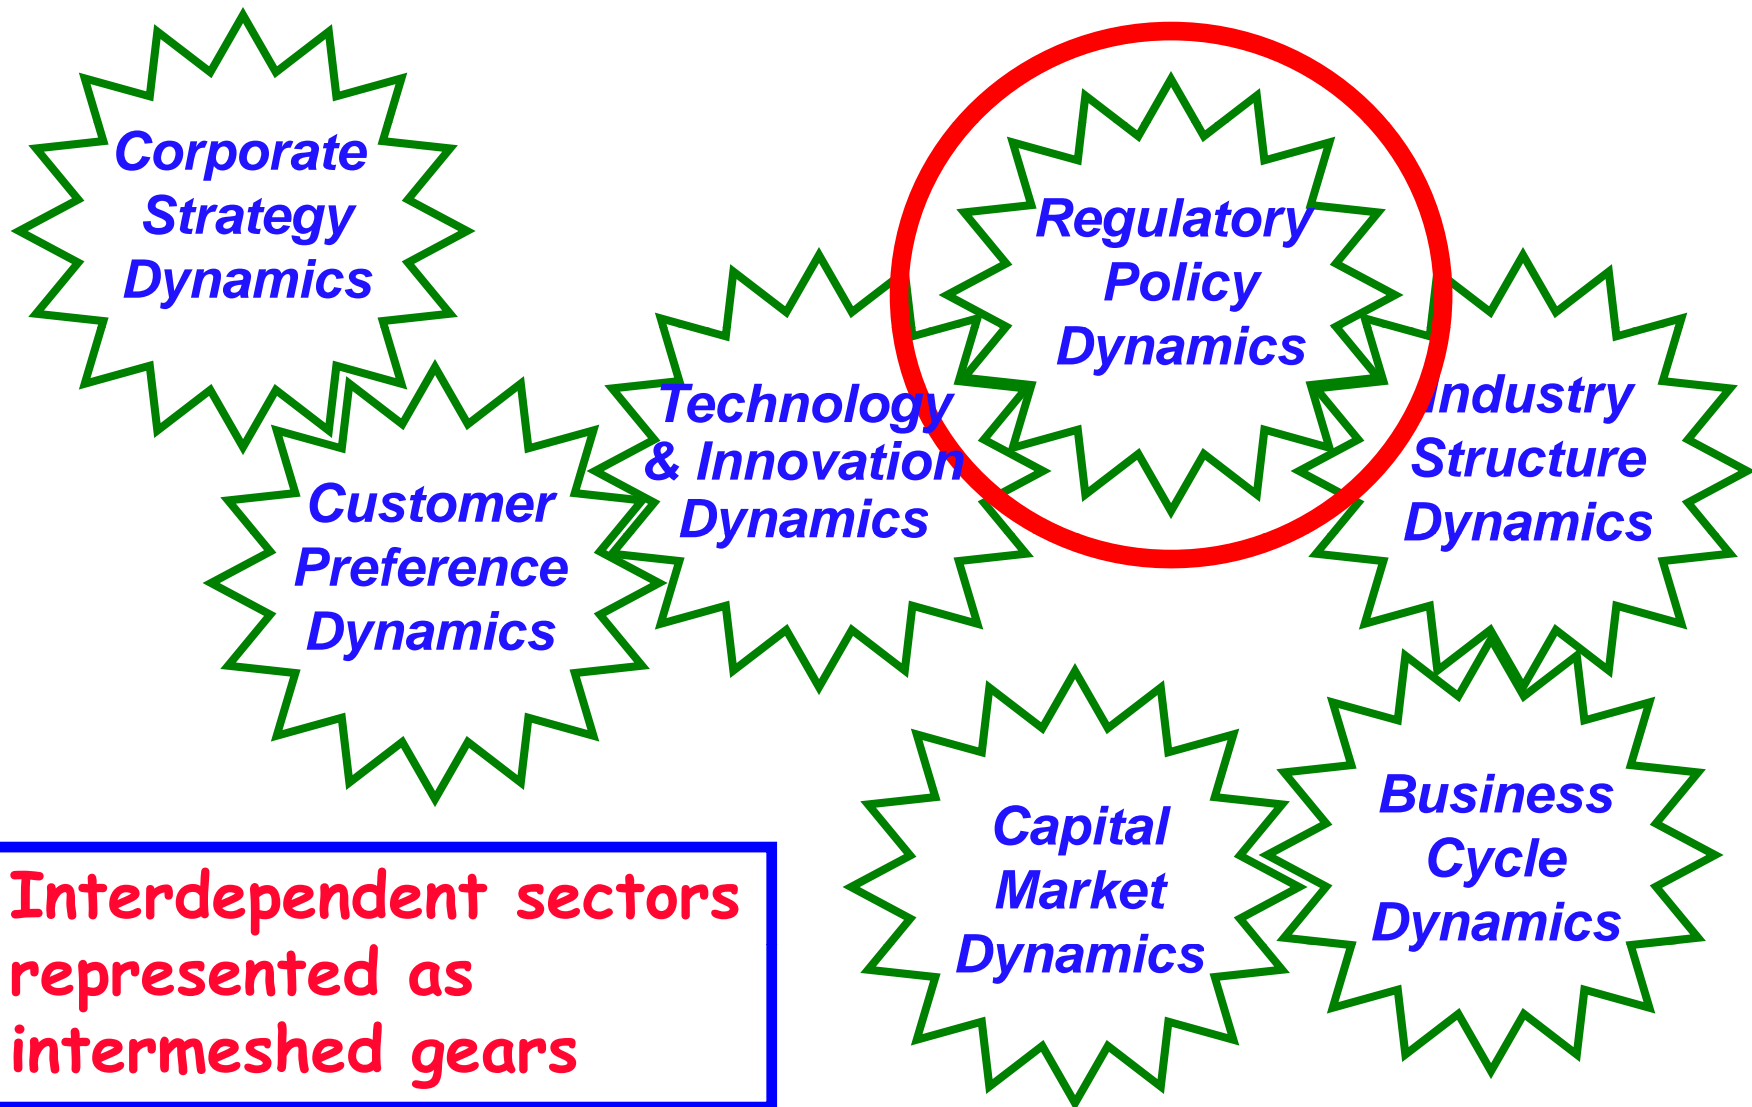 Corporate
Strategy
Dynamics
Regulatory
Policy
Dynamics
Technology
& Innovation
Dynamics
Industry
Structure
Dynamics
Customer
Preference
Dynamics
Capital
Market
Dynamics
Business
Cycle
Dynamics
Interdependent sectors
represented as
intermeshed gears